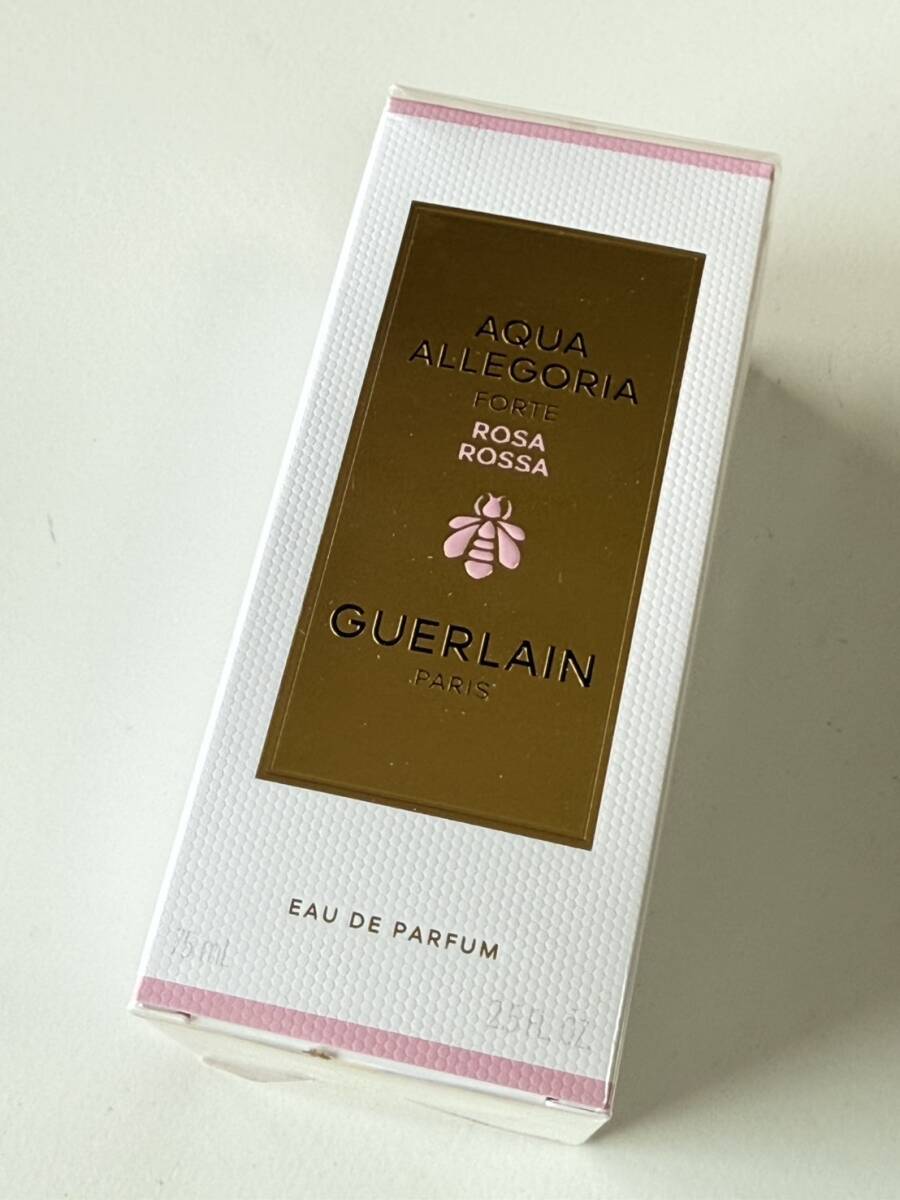 AQUA
ALLEGORIA
FORTE
ROSA
ROSSA
GUERLAIN
PARIS
EAU DE PARFUM
75 mL
2.5 FL. OZ.